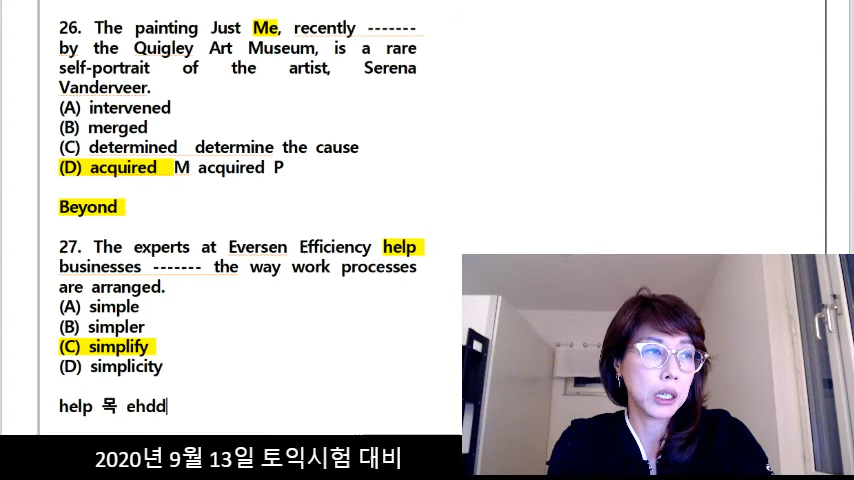 26. The painting Just Me, recently -------
by the Quigley Art Museum, is a rare
self-portrait of the artist, Serena
Vanderveer.
(A) intervened
(B) merged
(C) determined determine the cause
(D) acquired M acquired P
Beyond
27. The experts at Eversen Efficiency help
businesses ------- the way work processes
are arranged.
(A) simple
(B) simpler
(C) simplify
(D) simplicity
help 목 ehdd
2020년 9월 13일 토익시험 대비